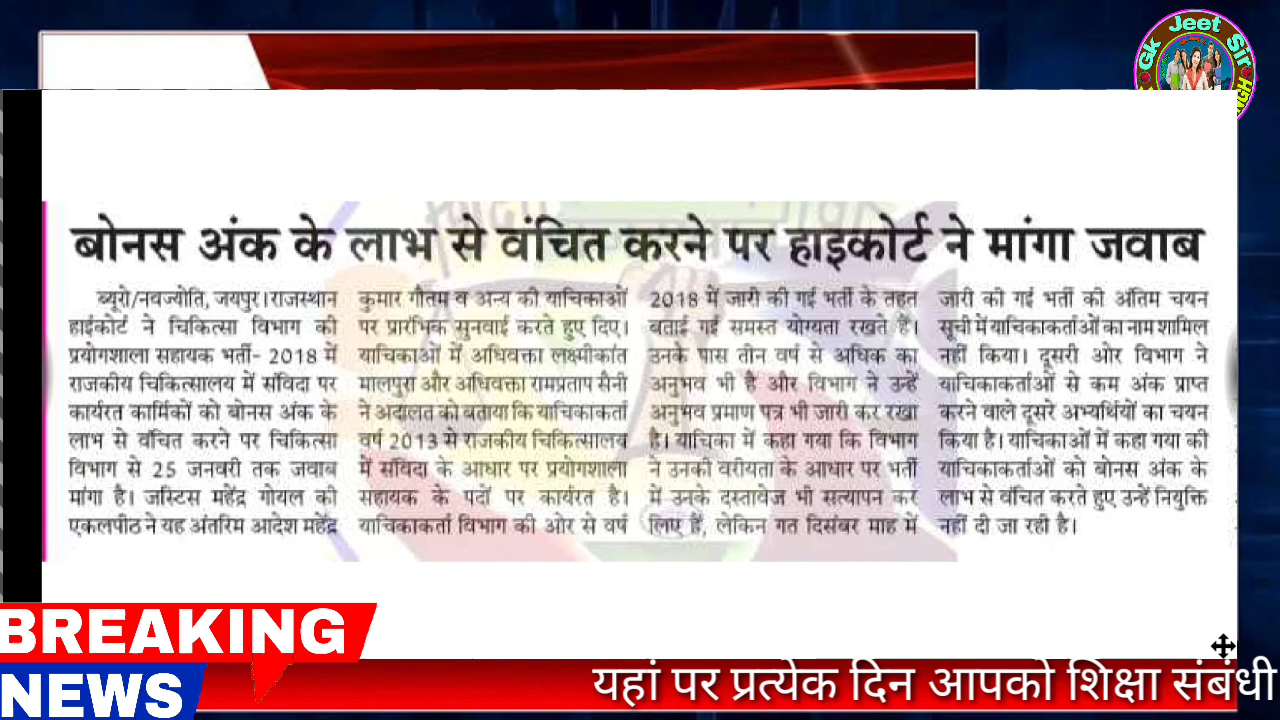 Gk Jeet Sir
बोनस अंक के लाभ से वंचित करने पर हाइकोर्ट ने मांगा जवाब
ब्यूरो/नवज्योति, जयपुर।राजस्थान
हाईकोर्ट ने चिकित्सा विभाग की
प्रयोगशाला सहायक भर्ती- 2018 में
राजकीय चिकित्सालय में संविदा पर
कार्यरत कार्मिकों को बोनस अंक के
लाभ से वंचित करने पर चिकित्सा
विभाग से 25 जनवरी तक जवाब
मांगा है। जस्टिस महेंद्र गोयल की
एकलपीठ ने यह अंतरिम आदेश महेंद्र
कुमार गौतम व अन्य की याचिकाओं
पर प्रारंभिक सुनवाई करते हुए दिए।
याचिकाओं में अधिवक्ता लक्ष्मीकांत
मालपुरा और अधिवक्ता रामप्रताप सैनी
ने अदालत को बताया कि याचिकाकर्ता
वर्ष 2013 से राजकीय चिकित्सालय
में संविदा के आधार पर प्रयोगशाला
सहायक के पदों पर कार्यरत है।
याचिकाकर्ता विभाग की ओर से वर्ष
2018 में जारी की गई भर्ती के तहत
बताई गई समस्त योग्यता रखते हैं।
उनके पास तीन वर्ष से अधिक का
अनुभव भी है और विभाग ने उन्हें
अनुभव प्रमाण पत्र भी जारी कर रखा
है। याचिका में कहा गया कि विभाग
ने उनकी वरीयता के आधार पर भर्ती
में उनके दस्तावेज भी सत्यापन कर
लिए हैं, लेकिन गत दिसंबर माह में
जारी की गई भर्ती की अंतिम चयन
सूची में याचिकाकर्ताओं का नाम शामिल
नहीं किया। दूसरी ओर विभाग ने
याचिकाकर्ताओं से कम अंक प्राप्त
करने वाले दूसरे अभ्यर्थियों का चयन
किया है। याचिकाओं में कहा गया की
याचिकाकर्ताओं को बोनस अंक के
लाभ से वंचित करते हुए उन्हें नियुक्ति
नहीं दी जा रही है।
BREAKING
NEWS
यहां पर प्रत्येक दिन आपको शिक्षा संबंधी